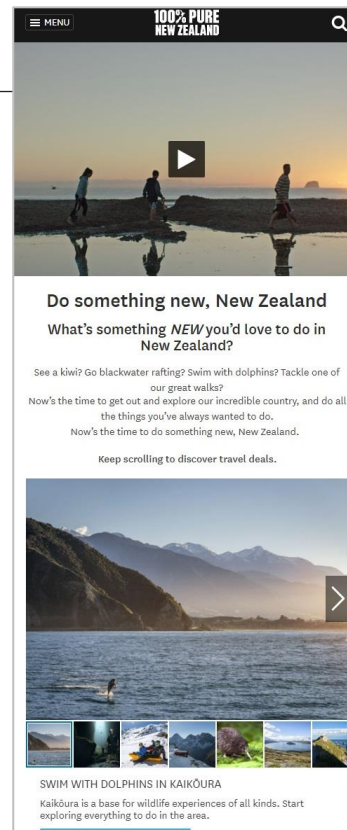 MENU
100% PURE
NEW ZEALAND
Do something new, New Zealand
What's something NEW you'd love to do in
New Zealand?
See a kiwi? Go blackwater rafting? Swim with dolphins? Tackle one of
our great walks?
Now's the time to get out and explore our incredible country, and do all
the things you've always wanted to do.
Now's the time to do something new, New Zealand.
Keep scrolling to discover travel deals.
SWIM WITH DOLPHINS IN KAIKŌURA
Kaikōura is a base for wildlife experiences of all kinds. Start
exploring everything to do in the area.